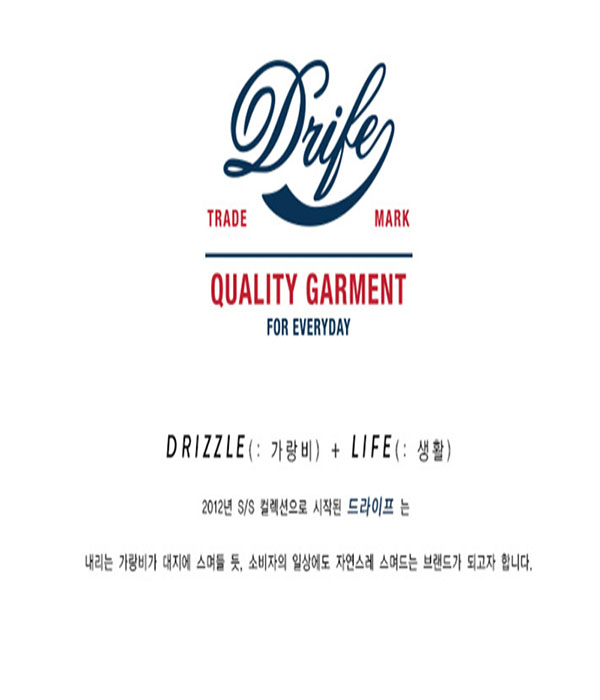 Drife
TRADE MARK
QUALITY GARMENT
FOR EVERYDAY
DRIZZLE(: 가랑비) + LIFE(: 생활)
2012년 S/S 컬렉션으로 시작된 드라이프 는
내리는 가랑비가 대지에 스며들 듯, 소비자의 일상에도 자연스레 스며드는 브랜드가 되고자 합니다.